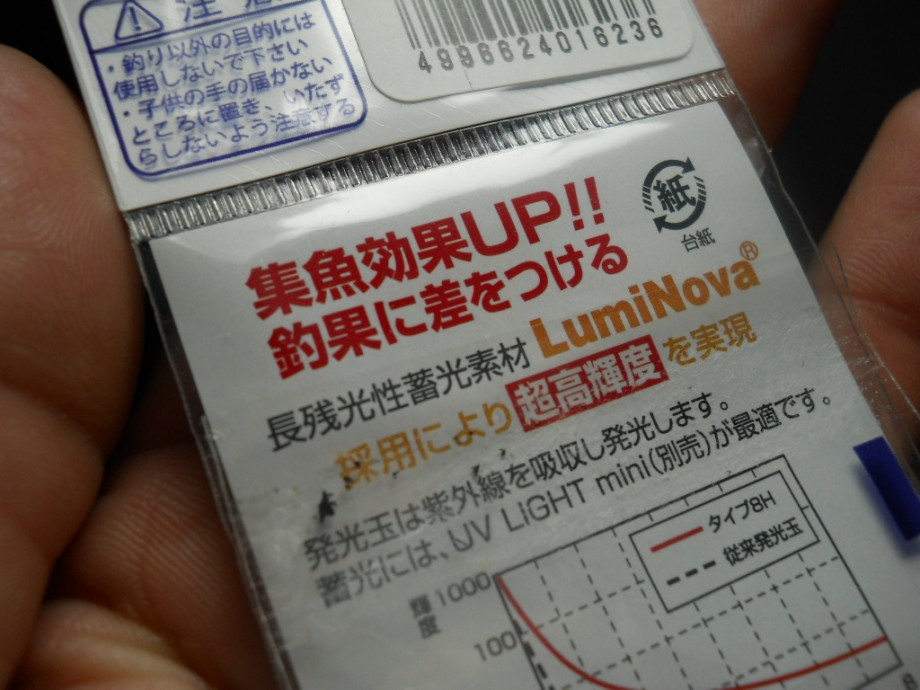 注意
・釣り以外の目的には
使用しないで下さい
・子供の手の届かない
ところに置き、いたず
らしないよう注意する
4996624016236
集魚効果UP!!
釣果に差をつける
紙
台紙
長残光性蓄光素材 LumiNova®
採用により超高輝度を実現
発光玉は紫外線を吸収し発光します。
蓄光には、UV LiGHT mini(別売)が最適です。
タイプ8H
従来発光玉
輝度
1000
100